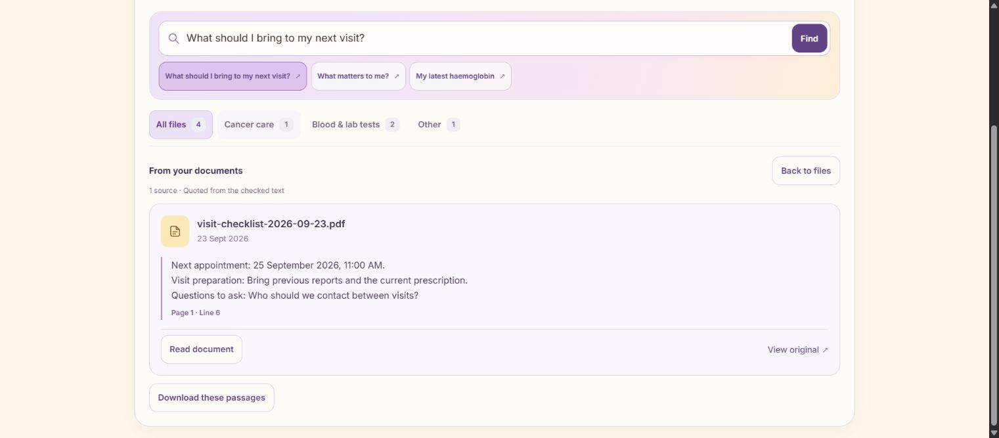 What should I bring to my next visit?
Find
What should I bring to my next visit? ↗
What matters to me? ↗
My latest haemoglobin ↗
All files 4
Cancer care 1
Blood & lab tests 2
Other 1
From your documents
Back to files
1 source · Quoted from the checked text
visit-checklist-2026-09-23.pdf
23 Sept 2026
Next appointment: 25 September 2026, 11:00 AM.
Visit preparation: Bring previous reports and the current prescription.
Questions to ask: Who should we contact between visits?
Page 1 · Line 6
Read document
View original ↗
Download these passages